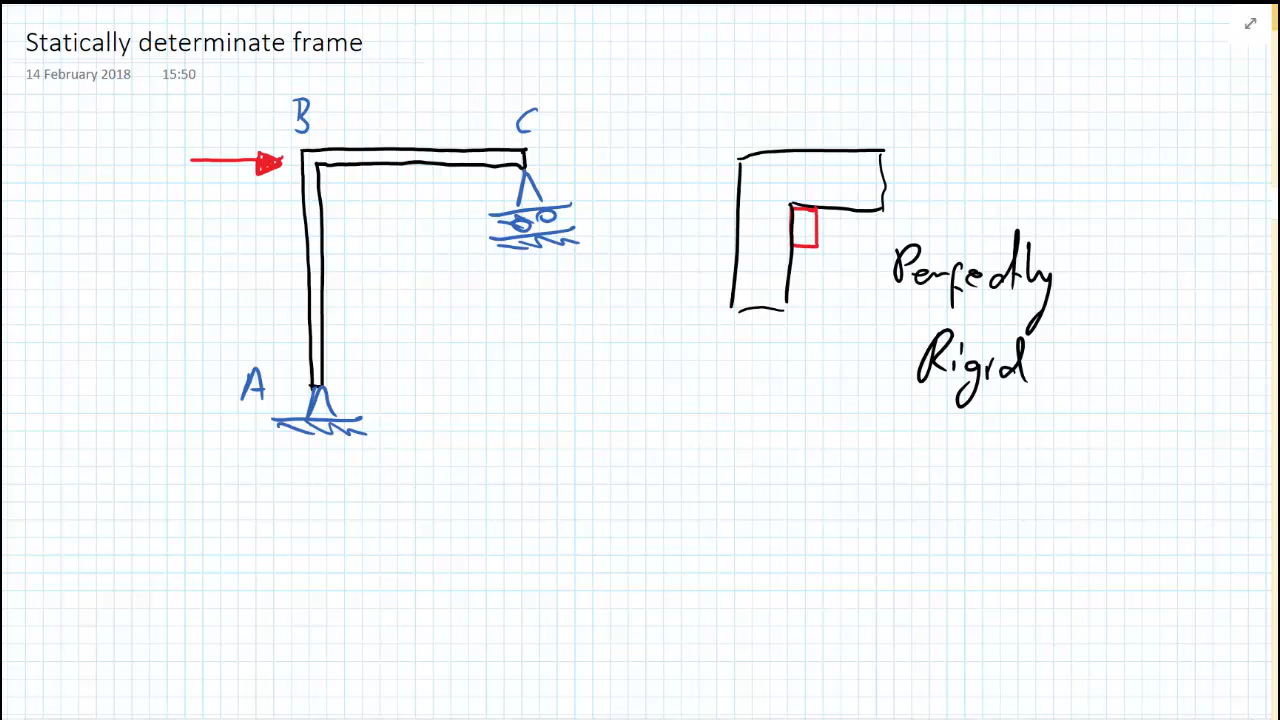 Statically determinate frame
14 February 2018 15:50
B
C
A
Perfectly
Rigid